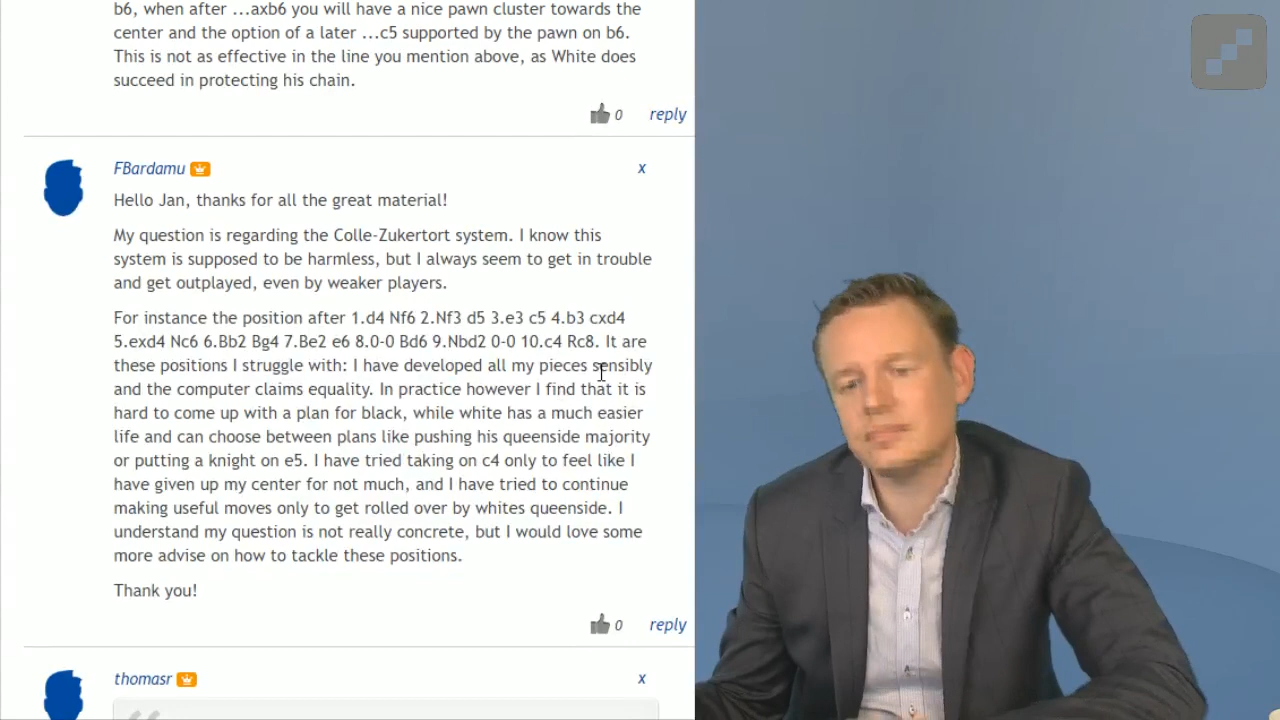 b6, when after ...axb6 you will have a nice pawn cluster towards the
center and the option of a later ...c5 supported by the pawn on b6.
This is not as effective in the line you mention above, as White does
succeed in protecting his chain.
0 reply
FBardamu x
Hello Jan, thanks for all the great material!
My question is regarding the Colle-Zukertort system. I know this
system is supposed to be harmless, but I always seem to get in trouble
and get outplayed, even by weaker players.
For instance the position after 1.d4 Nf6 2.Nf3 d5 3.e3 c5 4.b3 cxd4
5.exd4 Nc6 6.Bb2 Bg4 7.Be2 e6 8.0-0 Bd6 9.Nbd2 0-0 10.c4 Rc8. It are
these positions I struggle with: I have developed all my pieces sensibly
and the computer claims equality. In practice however I find that it is
hard to come up with a plan for black, while white has a much easier
life and can choose between plans like pushing his queenside majority
or putting a knight on e5. I have tried taking on c4 only to feel like I
have given up my center for not much, and I have tried to continue
making useful moves only to get rolled over by whites queenside. I
understand my question is not really concrete, but I would love some
more advise on how to tackle these positions.
Thank you!
0 reply
thomasr x